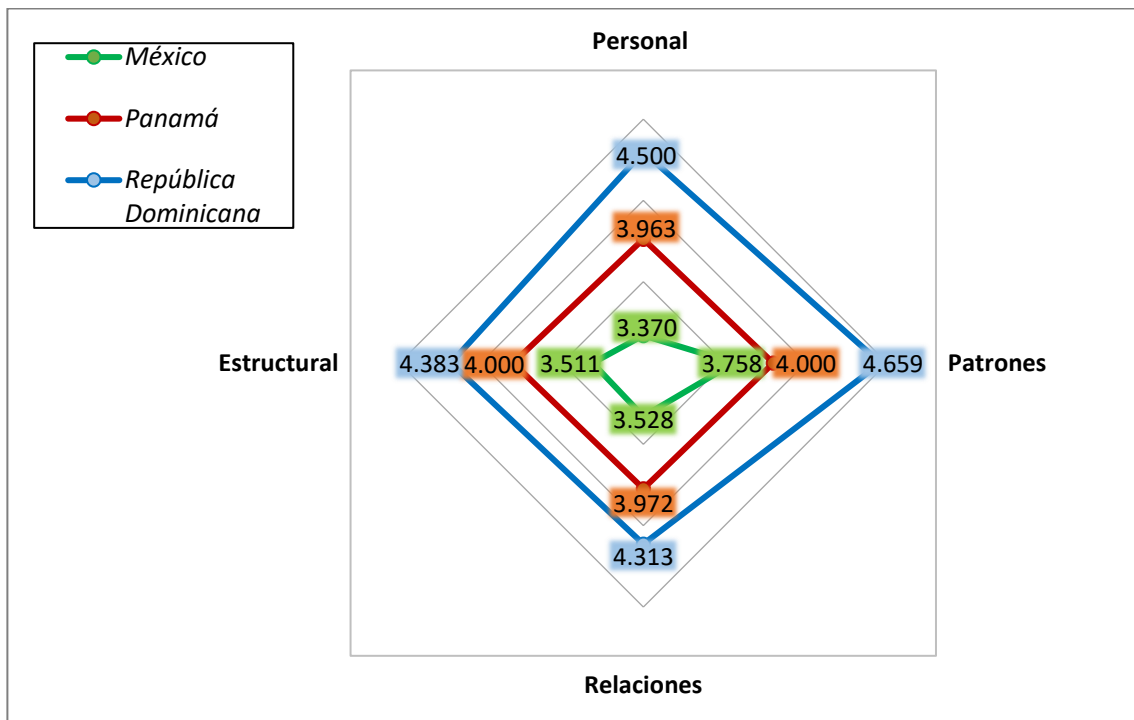 México
Panamá
República
Dominicana
Personal
4.500
3.963
3.370
Estructural
4.383
4.000
3.511
3.758
4.000
4.659
Patrones
3.528
3.972
4.313
Relaciones